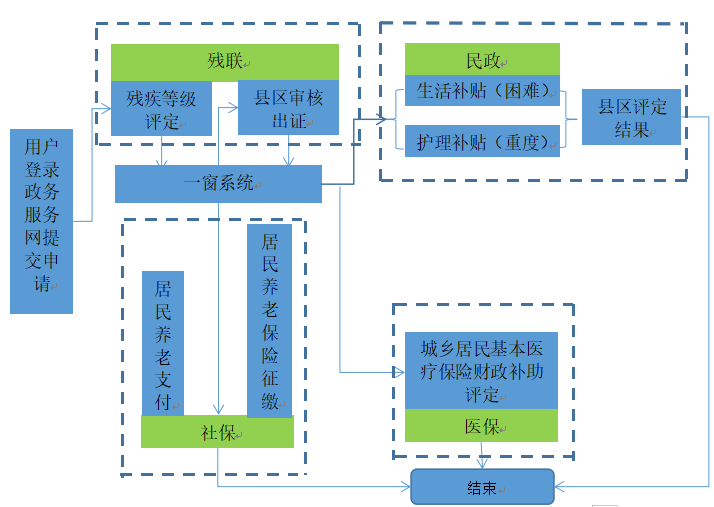 用户
登录
政务
服务
网提
交申
请
残联
残疾等级
评定
县区审核
出证
一窗系统
民政
生活补贴（困难）
护理补贴（重度）
县区评定
结果
居
民
养
老
支
付
居
民
养
老
保
险
征
缴
社保
城乡居民基本医
疗保险财政补助
评定
医保
结束